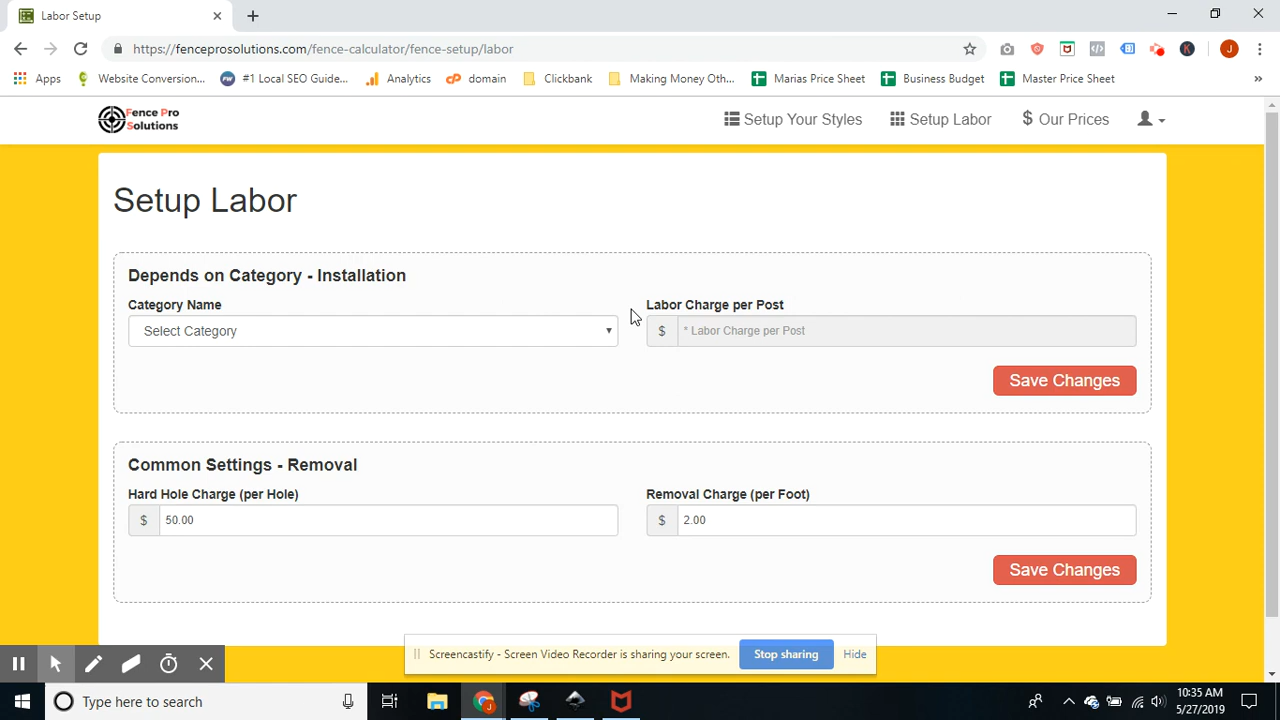 Labor Setup
https://fenceprosolutions.com/fence-calculator/fence-setup/labor
Apps Website Conversion... #1 Local SEO Guide... Analytics domain Clickbank Making Money Oth... Marias Price Sheet Business Budget Master Price Sheet »
Fence Pro
Solutions
Setup Your Styles Setup Labor $ Our Prices
Setup Labor
Depends on Category - Installation
Category Name Labor Charge per Post
Select Category $ * Labor Charge per Post
Save Changes
Common Settings - Removal
Hard Hole Charge (per Hole) Removal Charge (per Foot)
$ 50.00 $ 2.00
Save Changes
Screencastify - Screen Video Recorder is sharing your screen. Stop sharing Hide
Type here to search
10:35 AM
5/27/2019